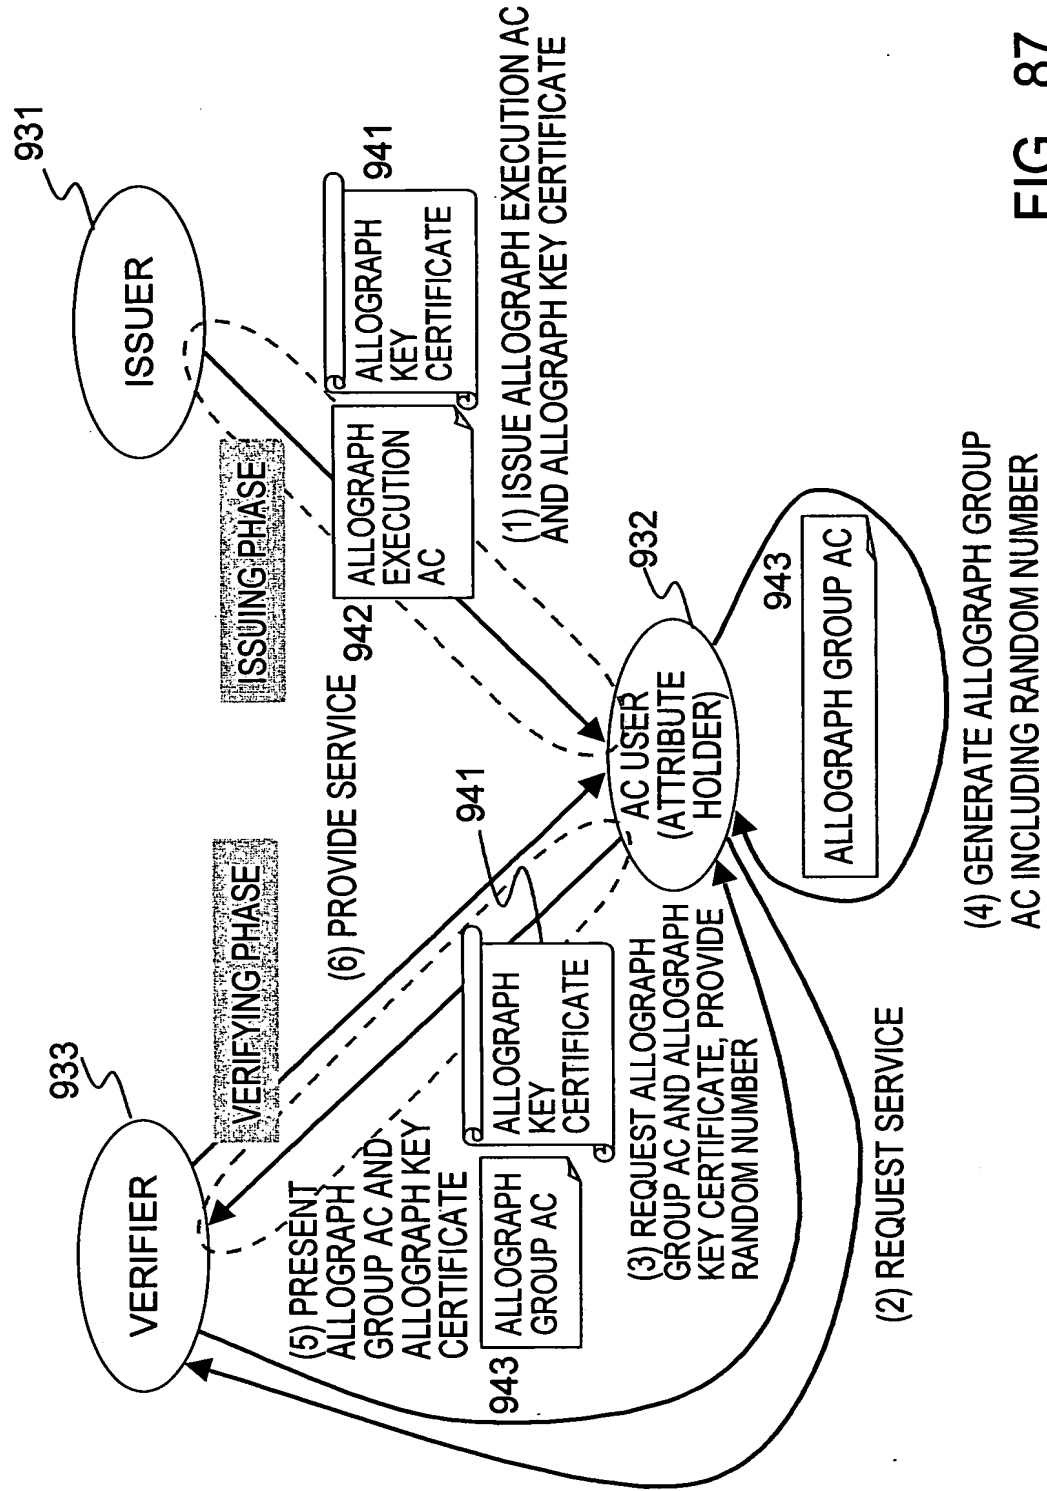 933
VERIFIER
VERIFYING PHASE
931
ISSUER
ISSUING PHASE
942
ALLOGRAPH
EXECUTION
AC
941
ALLOGRAPH
KEY
CERTIFICATE
(1) ISSUE ALLOGRAPH EXECUTION AC
AND ALLOGRAPH KEY CERTIFICATE
(6) PROVIDE SERVICE
(5) PRESENT
ALLOGRAPH
GROUP AC AND
ALLOGRAPH KEY
CERTIFICATE
943
ALLOGRAPH
GROUP AC
941
ALLOGRAPH
KEY
CERTIFICATE
932
AC USER
(ATTRIBUTE
HOLDER)
(3) REQUEST ALLOGRAPH
GROUP AC AND ALLOGRAPH
KEY CERTIFICATE, PROVIDE
RANDOM NUMBER
943
ALLOGRAPH GROUP AC
(2) REQUEST SERVICE
(4) GENERATE ALLOGRAPH GROUP
AC INCLUDING RANDOM NUMBER
FIG 87